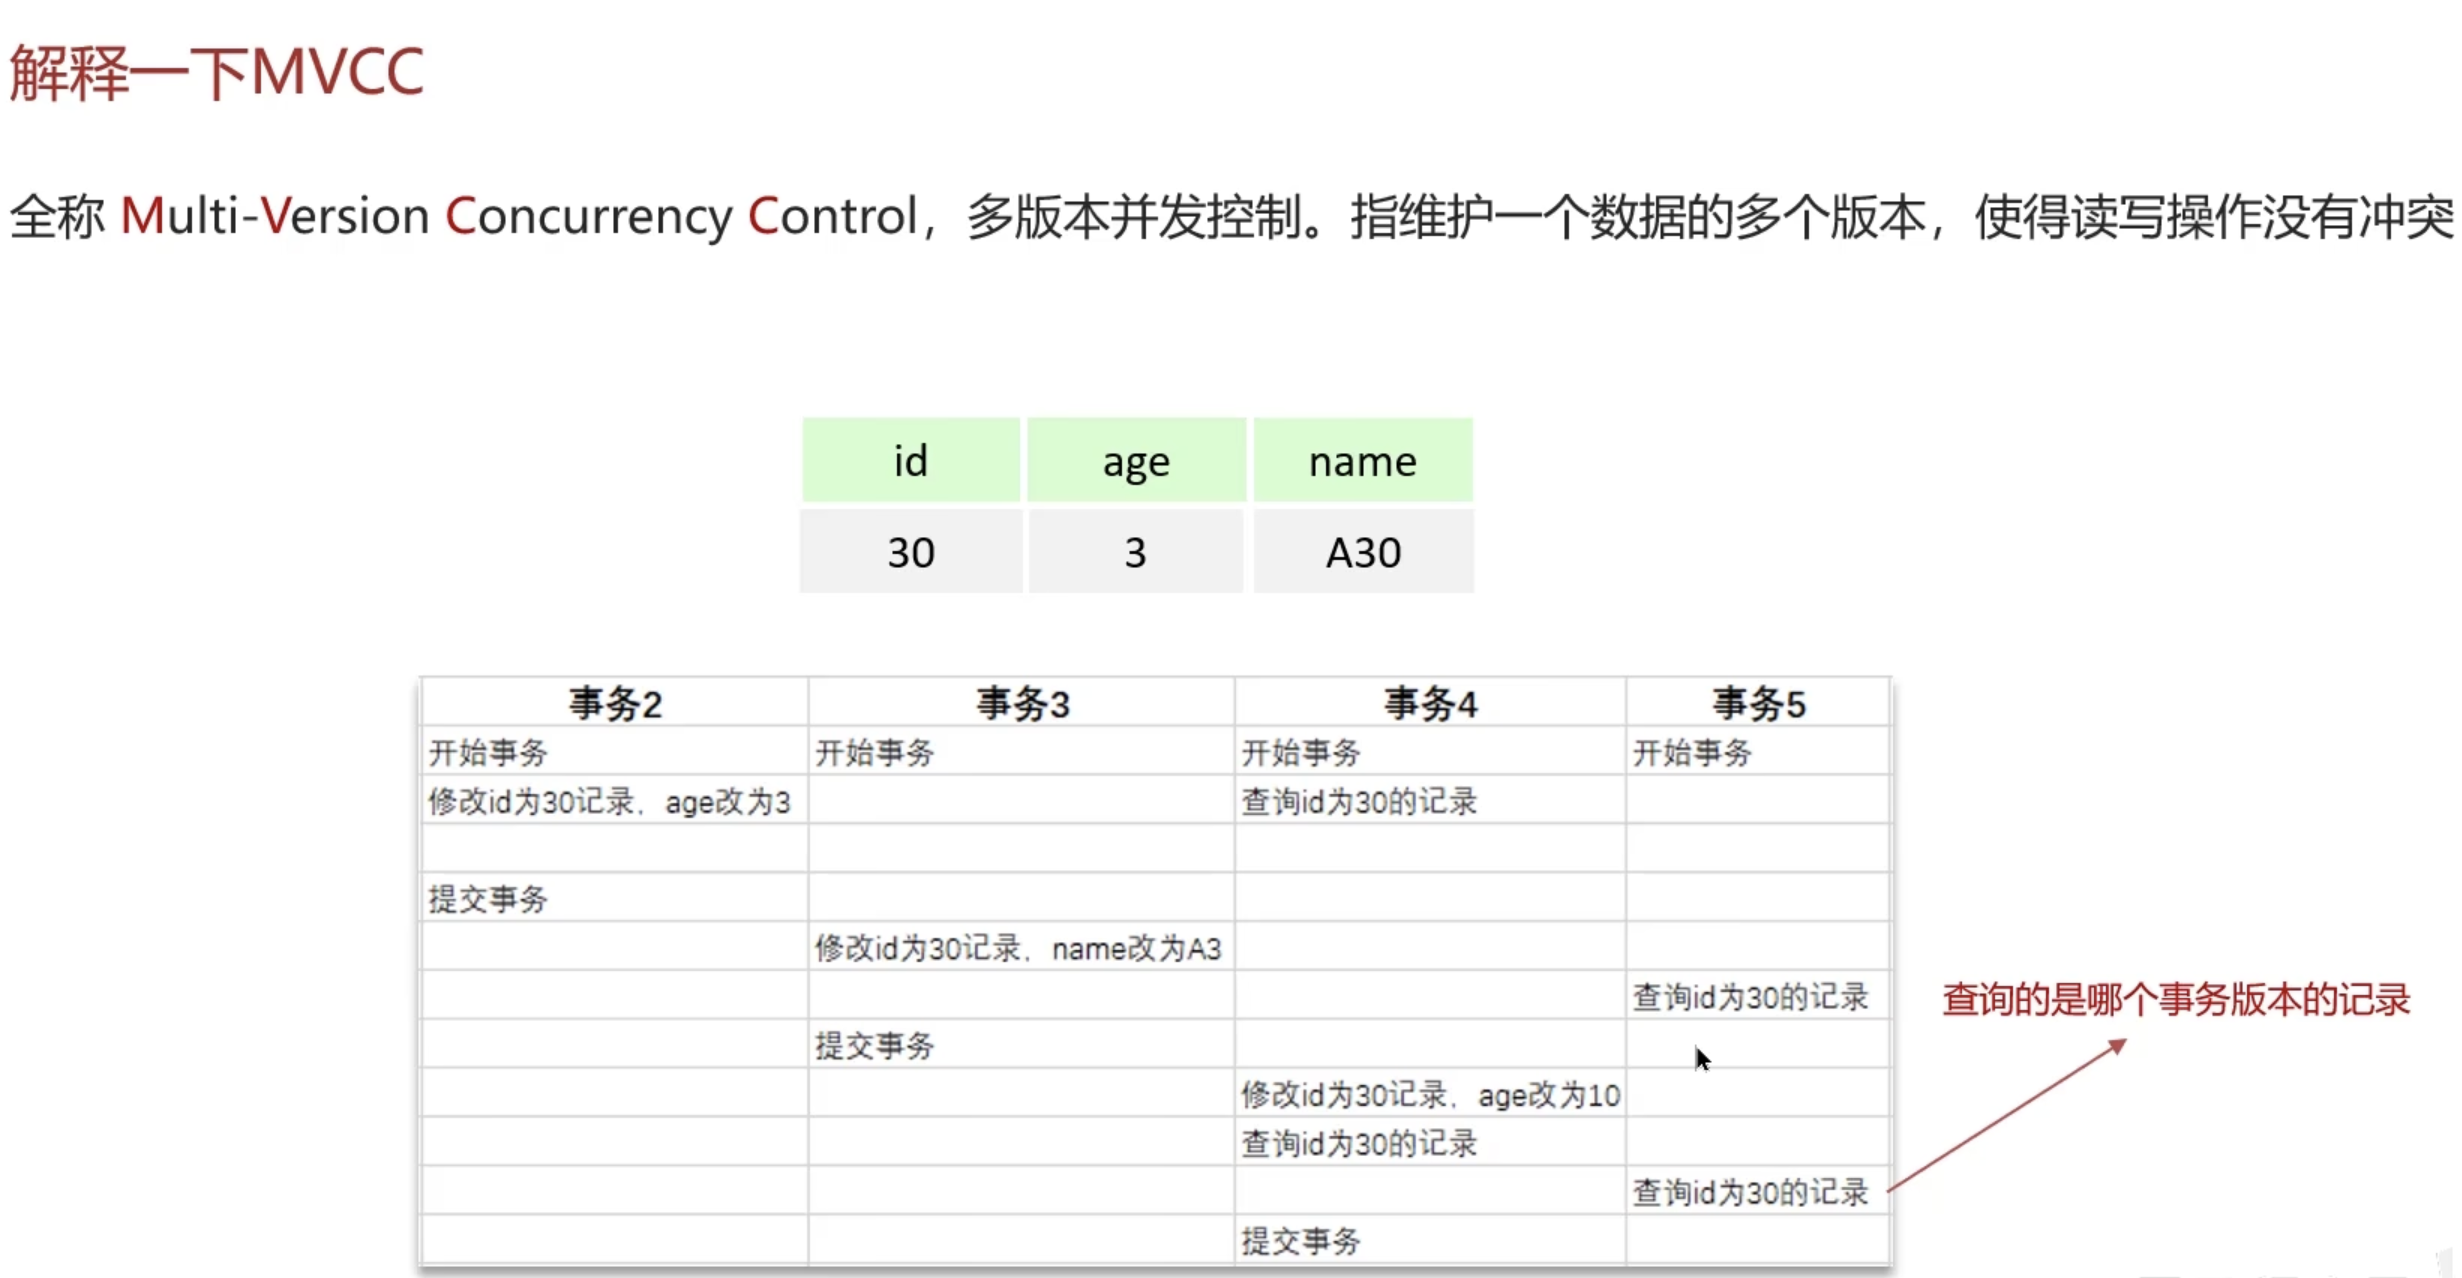 解释一下MVCC
全称 Multi-Version Concurrency Control，多版本并发控制。指维护一个数据的多个版本，使得读写操作没有冲突
id age name
30 3 A30
事务2 事务3 事务4 事务5
开始事务 开始事务 开始事务 开始事务
修改id为30记录，age改为3 查询id为30的记录
提交事务
修改id为30记录，name改为A3
查询id为30的记录 查询的是哪个事务版本的记录
提交事务
修改id为30记录，age改为10
查询id为30的记录
查询id为30的记录
提交事务